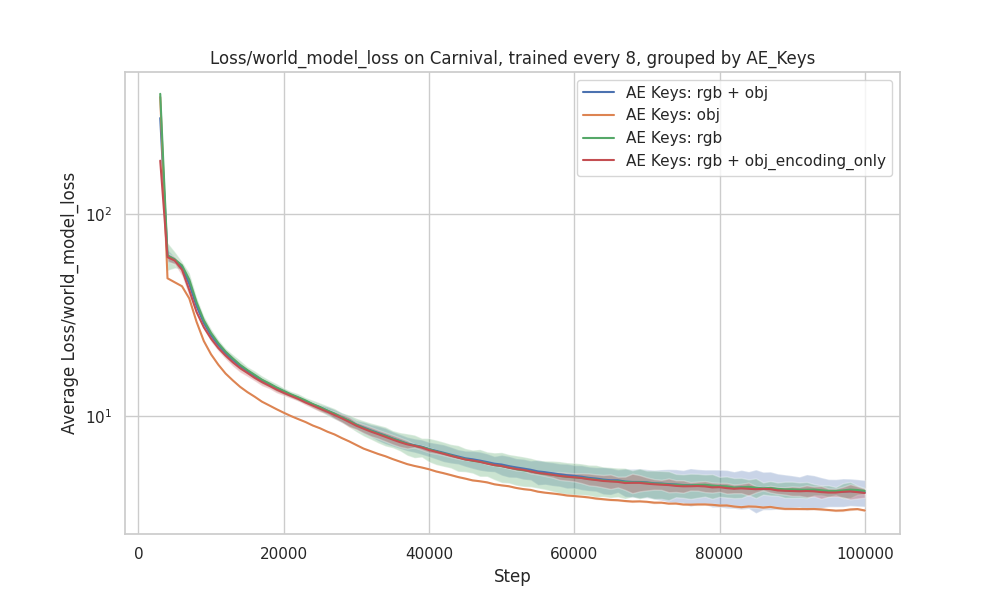 Loss/world_model_loss on Carnival, trained every 8, grouped by AE_Keys
AE Keys: rgb + obj
AE Keys: obj
AE Keys: rgb
AE Keys: rgb + obj_encoding_only
Average Loss/world_model_loss
10²
10¹
0 20000 40000 60000 80000 100000
Step